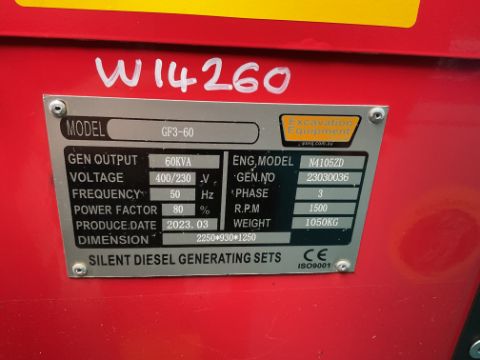 W14260
MODEL GF3-60
Excavation
Equipment
GEN OUTPUT 60KVA ENG.MODEL N4105ZD
VOLTAGE 400/230 V GEN.NO 23030036
FREQUENCY 50 Hz PHASE 3
POWER FACTOR 80 % R.P.M 1500
PRODUCE.DATE 2023.03 WEIGHT 1050KG
DIMENSION 2250*930*1250
SILENT DIESEL GENERATING SETS CE
ISO9001